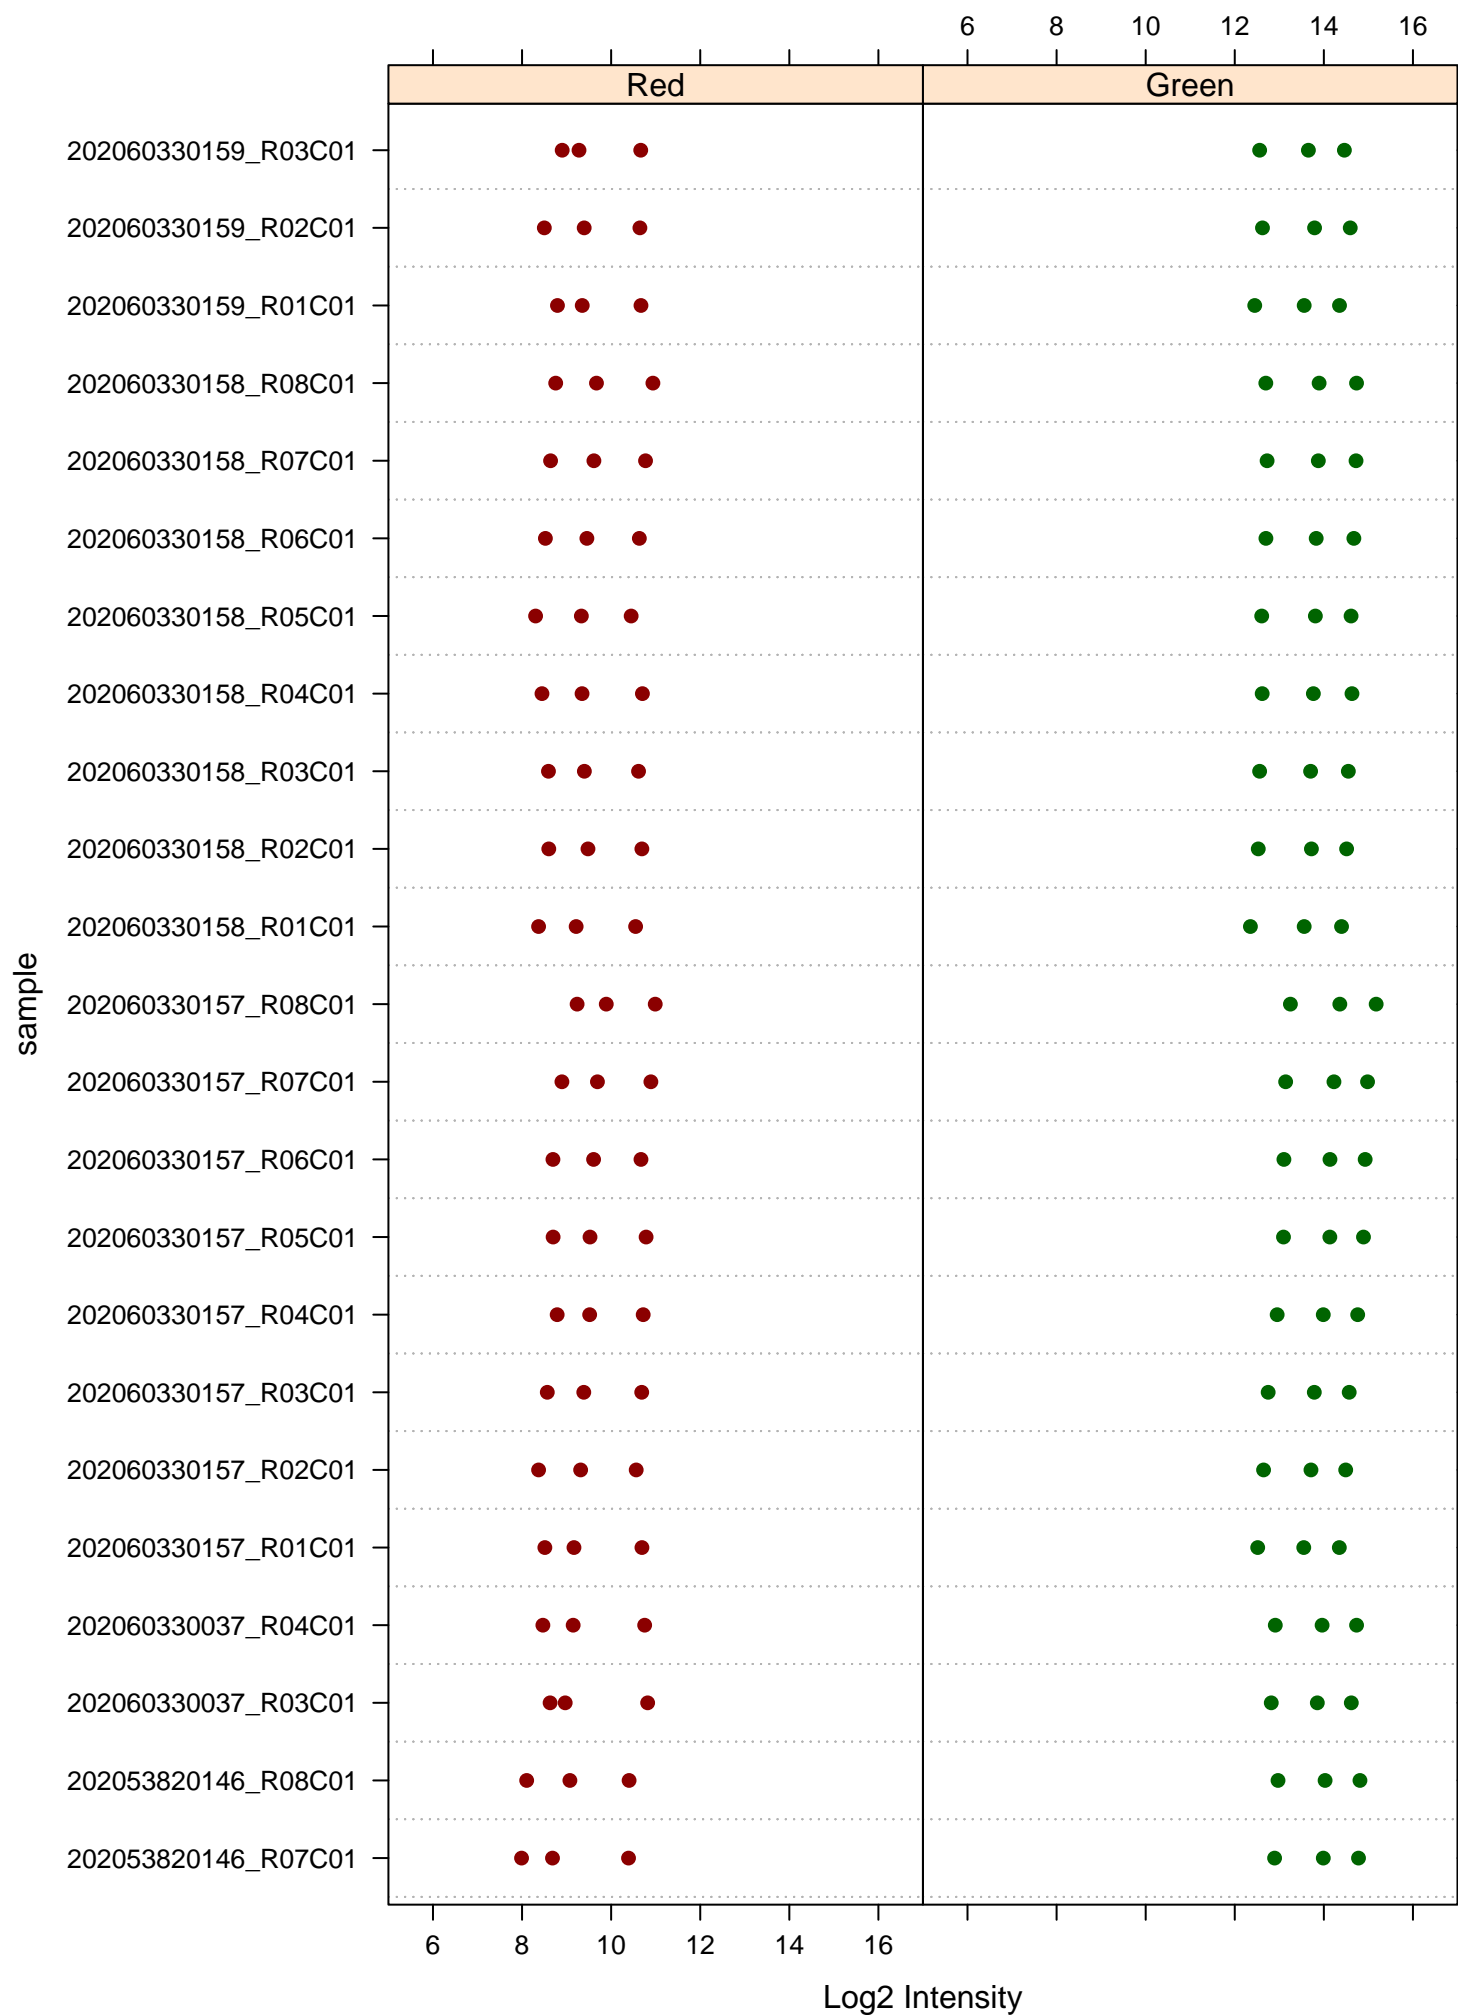 6 8 10 12 14 16
Red Green
202060330159_R03C01
202060330159_R02C01
202060330159_R01C01
202060330158_R08C01
202060330158_R07C01
202060330158_R06C01
202060330158_R05C01
202060330158_R04C01
202060330158_R03C01
202060330158_R02C01
202060330158_R01C01
sample
202060330157_R08C01
202060330157_R07C01
202060330157_R06C01
202060330157_R05C01
202060330157_R04C01
202060330157_R03C01
202060330157_R02C01
202060330157_R01C01
202060330037_R04C01
202060330037_R03C01
202053820146_R08C01
202053820146_R07C01
6 8 10 12 14 16
Log2 Intensity